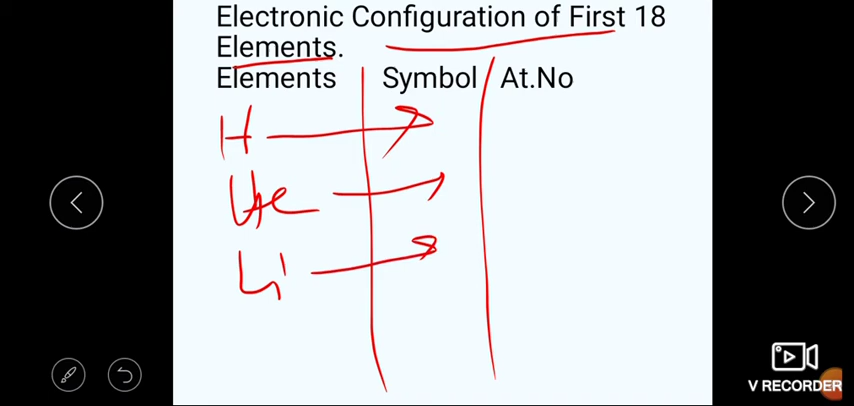 Electronic Configuration of First 18
Elements.
Elements Symbol At.No
H
He
Li
V RECORDER